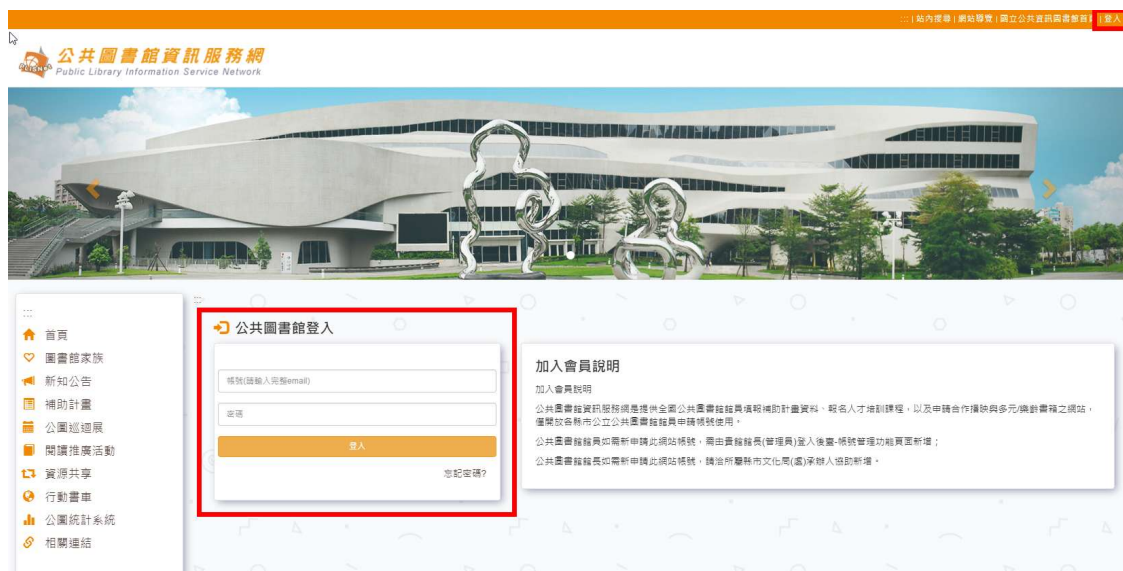 :::|站內搜尋|網站導覽|國立公共資訊圖書館首頁|登入
公共圖書館資訊服務網
Public Library Information Service Network
:::
首頁
圖書館家族
新知公告
補助計畫
公圖巡迴展
閱讀推廣活動
資源共享
行動書車
公圖統計系統
相關連結
:::
公共圖書館登入
帳號(請輸入完整email)
密碼
登入
忘記密碼?
加入會員說明
加入會員說明
公共圖書館資訊服務網是提供全國公共圖書館館員填報補助計畫資料、報名人才培訓課程，以及申請合作播映與多元/樂齡書箱之網站，
僅開放各縣市公立公共圖書館館員申請帳號使用。
公共圖書館館員如需新申請此網站帳號，需由貴館館長(管理員)登入後臺-帳號管理功能頁面新增；
公共圖書館館長如需新申請此網站帳號，請洽所屬縣市文化局(處)承辦人協助新增。